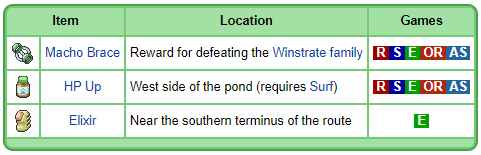 Item Location Games
Macho Brace Reward for defeating the Winstrate family R S E OR AS
HP Up West side of the pond (requires Surf) R S E OR AS
Elixir Near the southern terminus of the route E